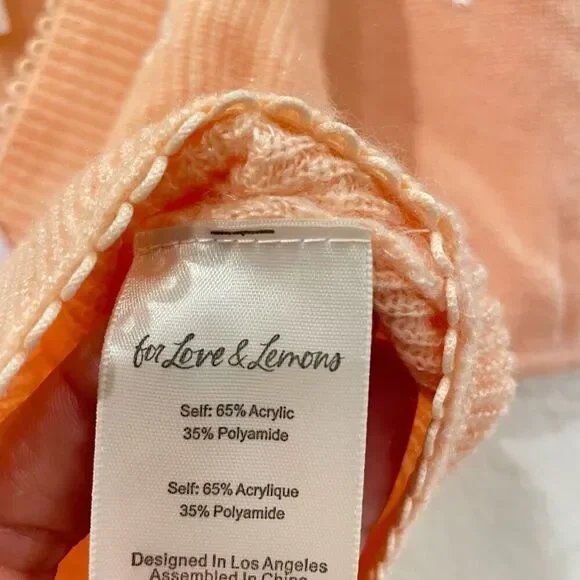 for Love & Lemons
Self: 65% Acrylic
35% Polyamide
Self: 65% Acrylique
35% Polyamide
Designed In Los Angeles
Assembled In China